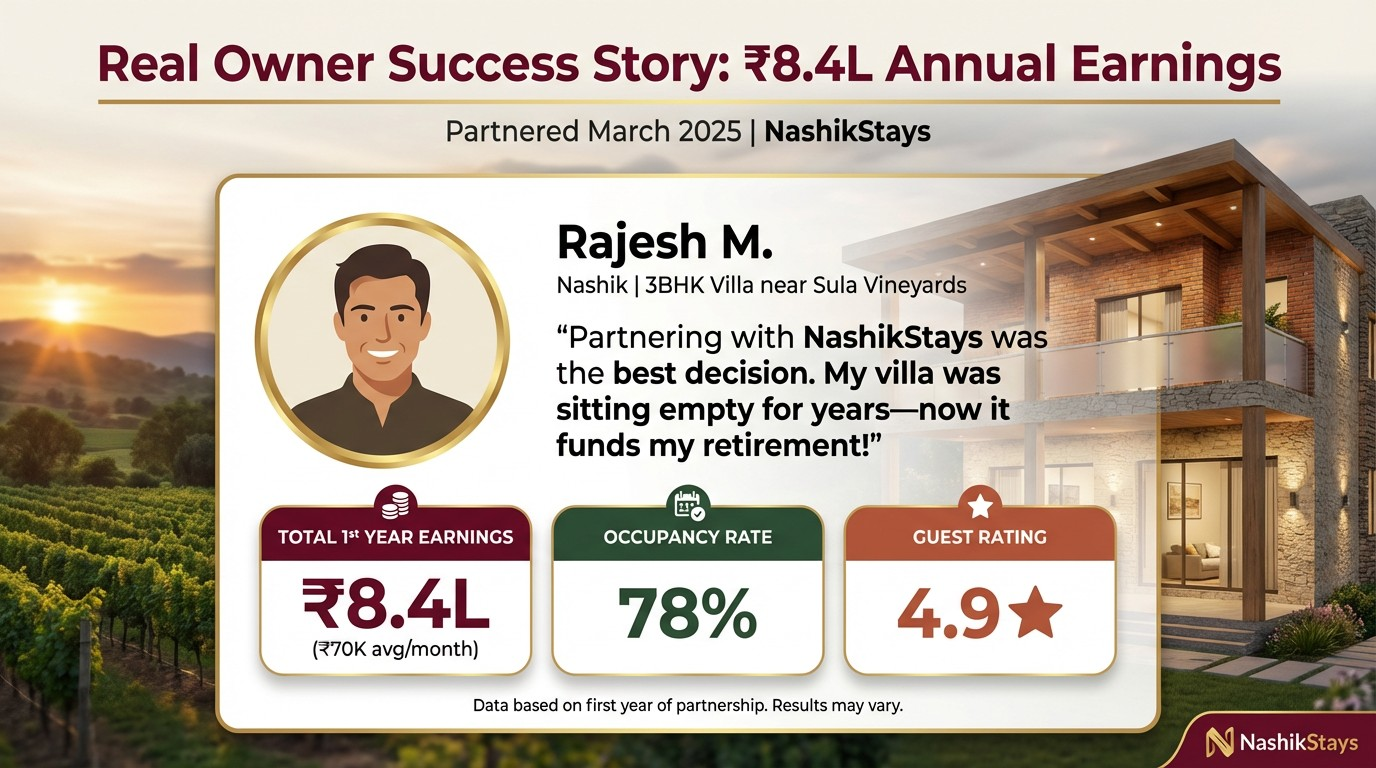 Real Owner Success Story: ₹8.4L Annual Earnings
Partnered March 2025 | NashikStays
Rajesh M.
Nashik | 3BHK Villa near Sula Vineyards
“Partnering with NashikStays was
the best decision. My villa was
sitting empty for years—now it
funds my retirement!”
TOTAL 1st YEAR EARNINGS
₹8.4L
(₹70K avg/month)
OCCUPANCY RATE
78%
GUEST RATING
4.9★
Data based on first year of partnership. Results may vary.
NashikStays